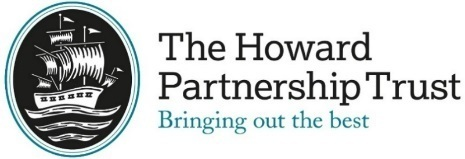 The Howard
Partnership Trust
Bringing out the best